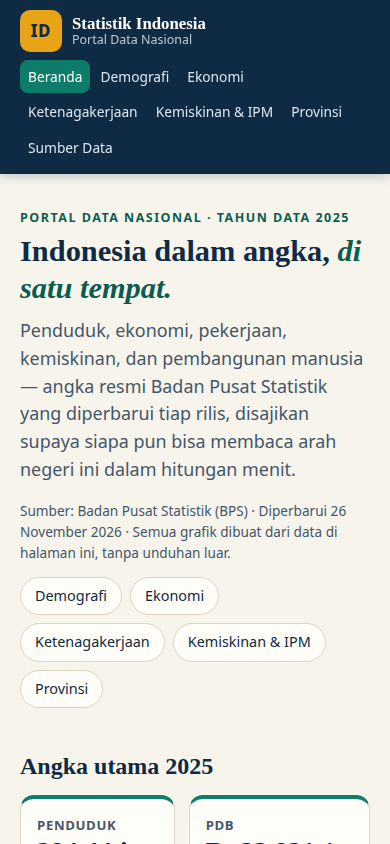 ID
Statistik Indonesia
Portal Data Nasional
Beranda Demografi Ekonomi
Ketenagakerjaan Kemiskinan & IPM Provinsi
Sumber Data
PORTAL DATA NASIONAL · TAHUN DATA 2025
Indonesia dalam angka, di
satu tempat.
Penduduk, ekonomi, pekerjaan,
kemiskinan, dan pembangunan manusia
— angka resmi Badan Pusat Statistik
yang diperbarui tiap rilis, disajikan
supaya siapa pun bisa membaca arah
negeri ini dalam hitungan menit.
Sumber: Badan Pusat Statistik (BPS) · Diperbarui 26
November 2026 · Semua grafik dibuat dari data di
halaman ini, tanpa unduhan luar.
Demografi Ekonomi
Ketenagakerjaan Kemiskinan & IPM
Provinsi
Angka utama 2025
PENDUDUK PDB